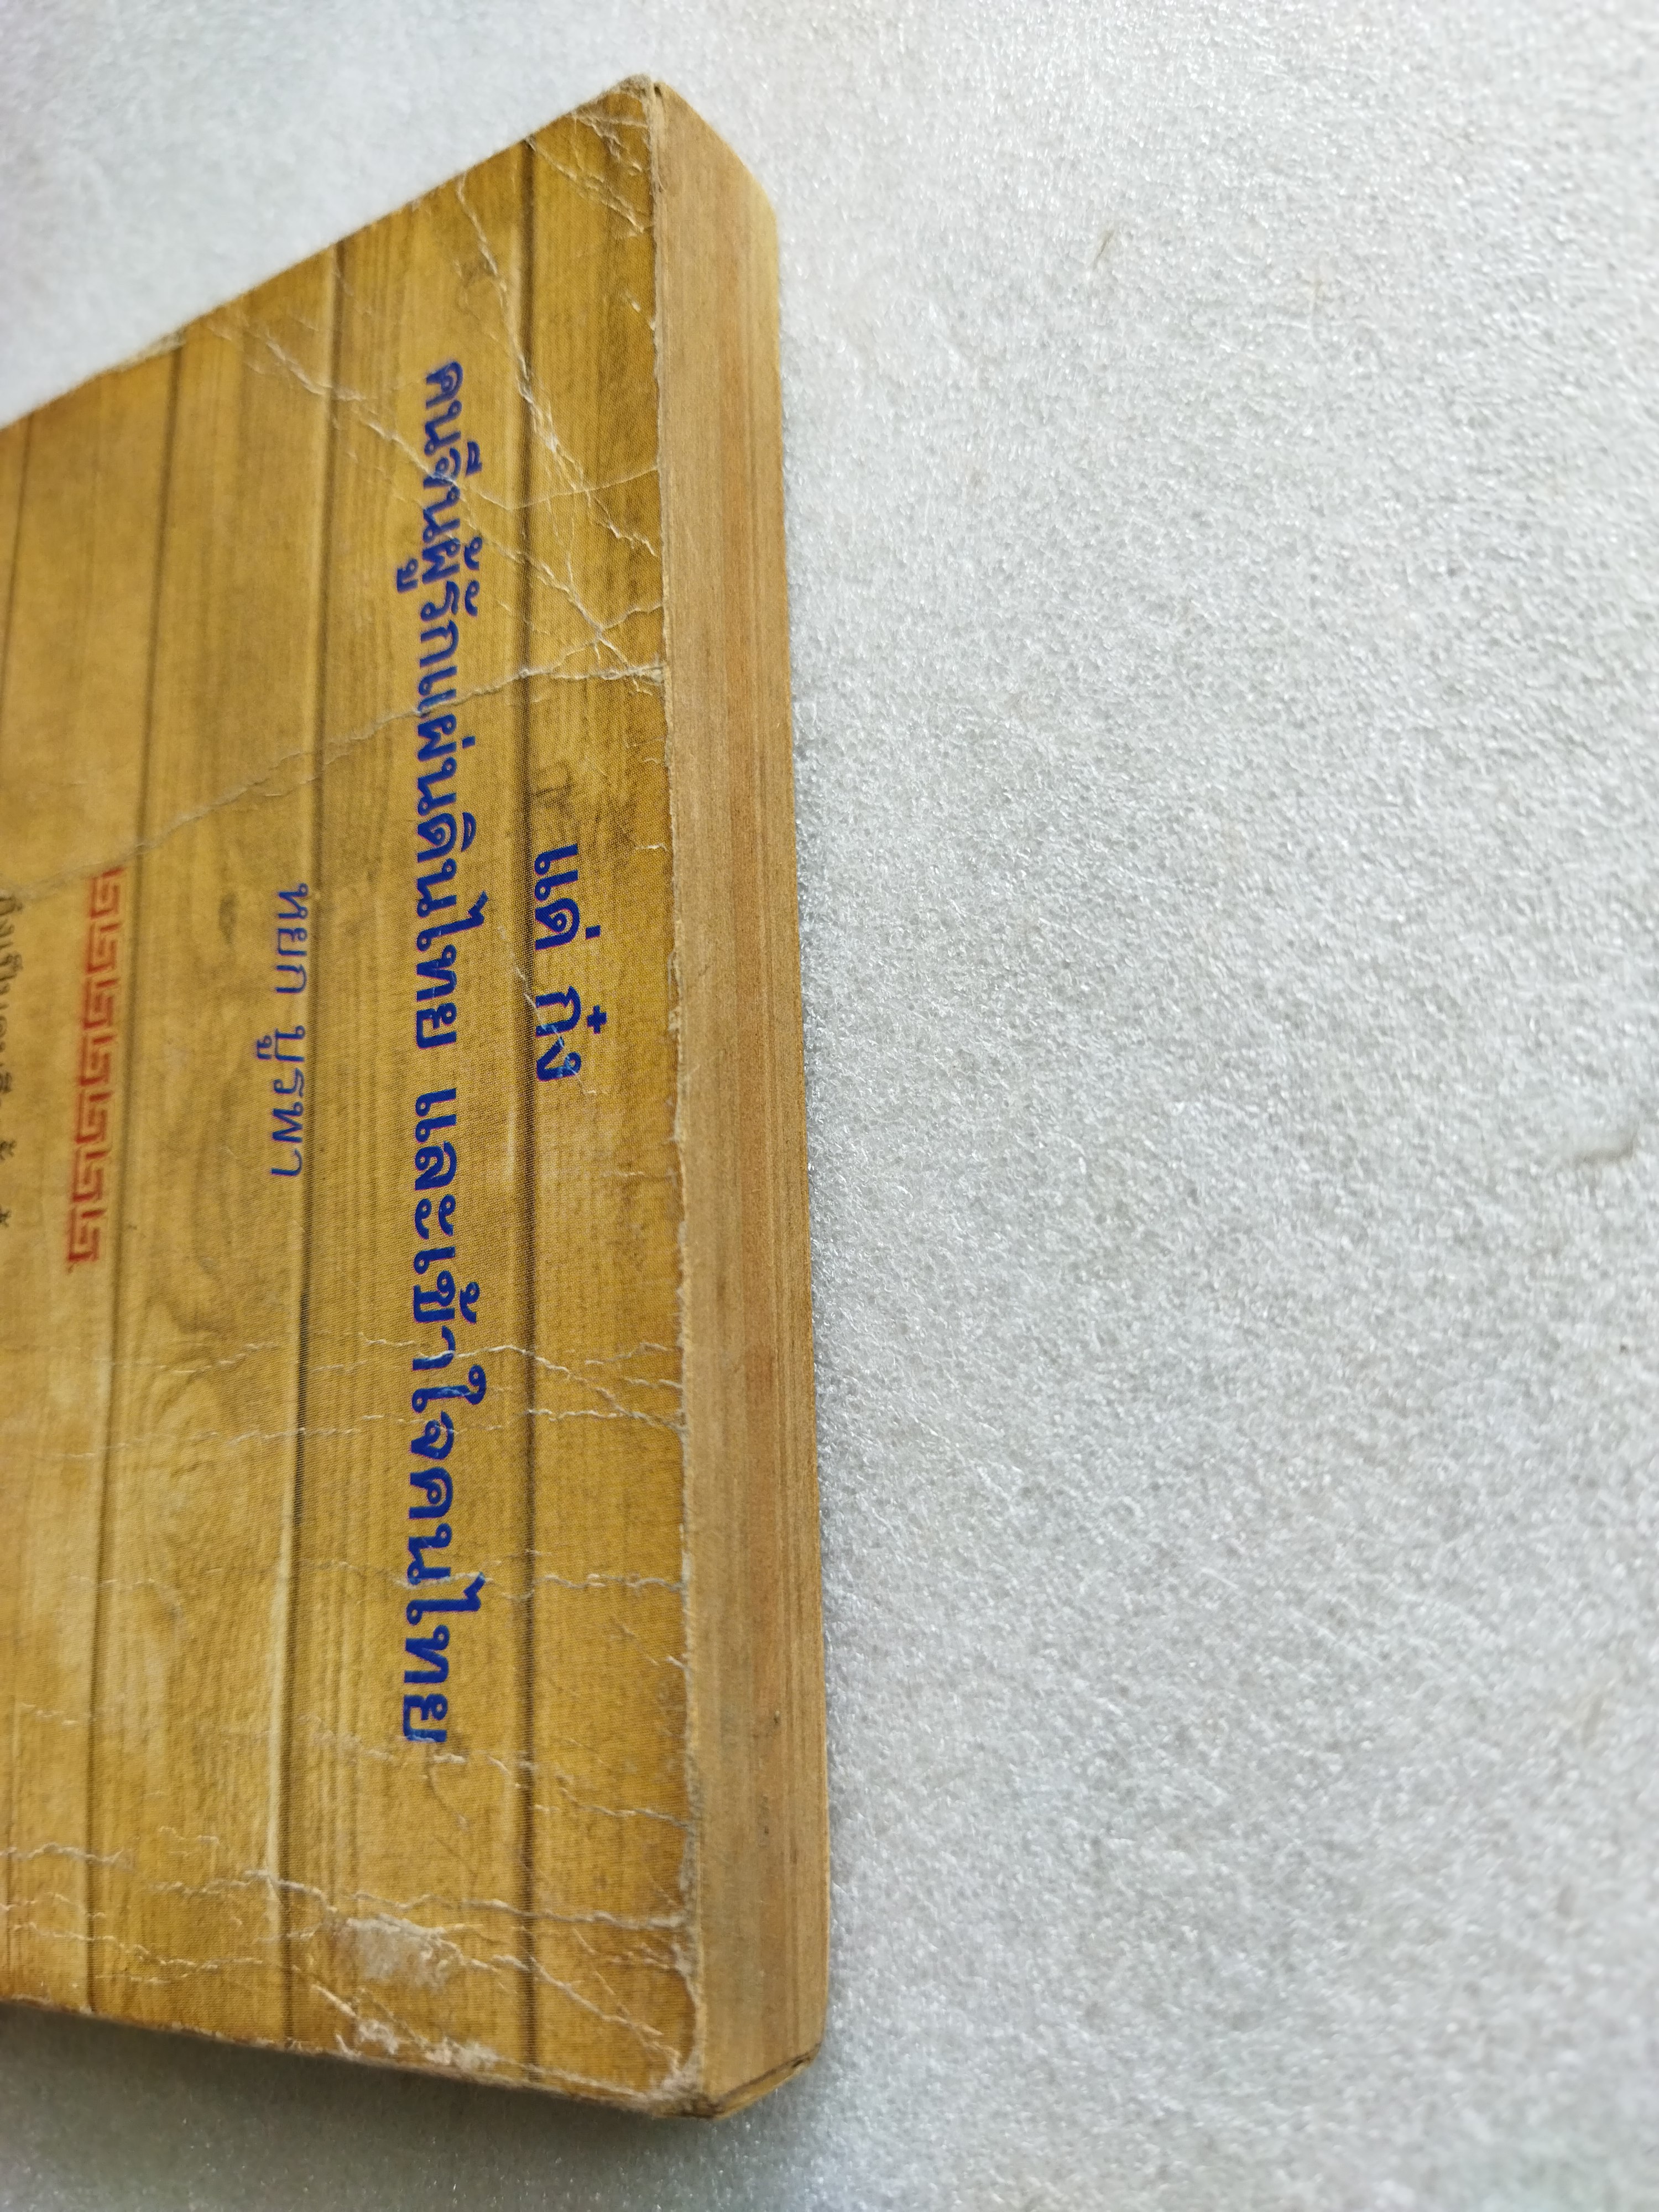 แด่ ก๋ง
คนจีนผู้รักแผ่นดินไทย และเข้าใจคนไทย
หยก บูรพา